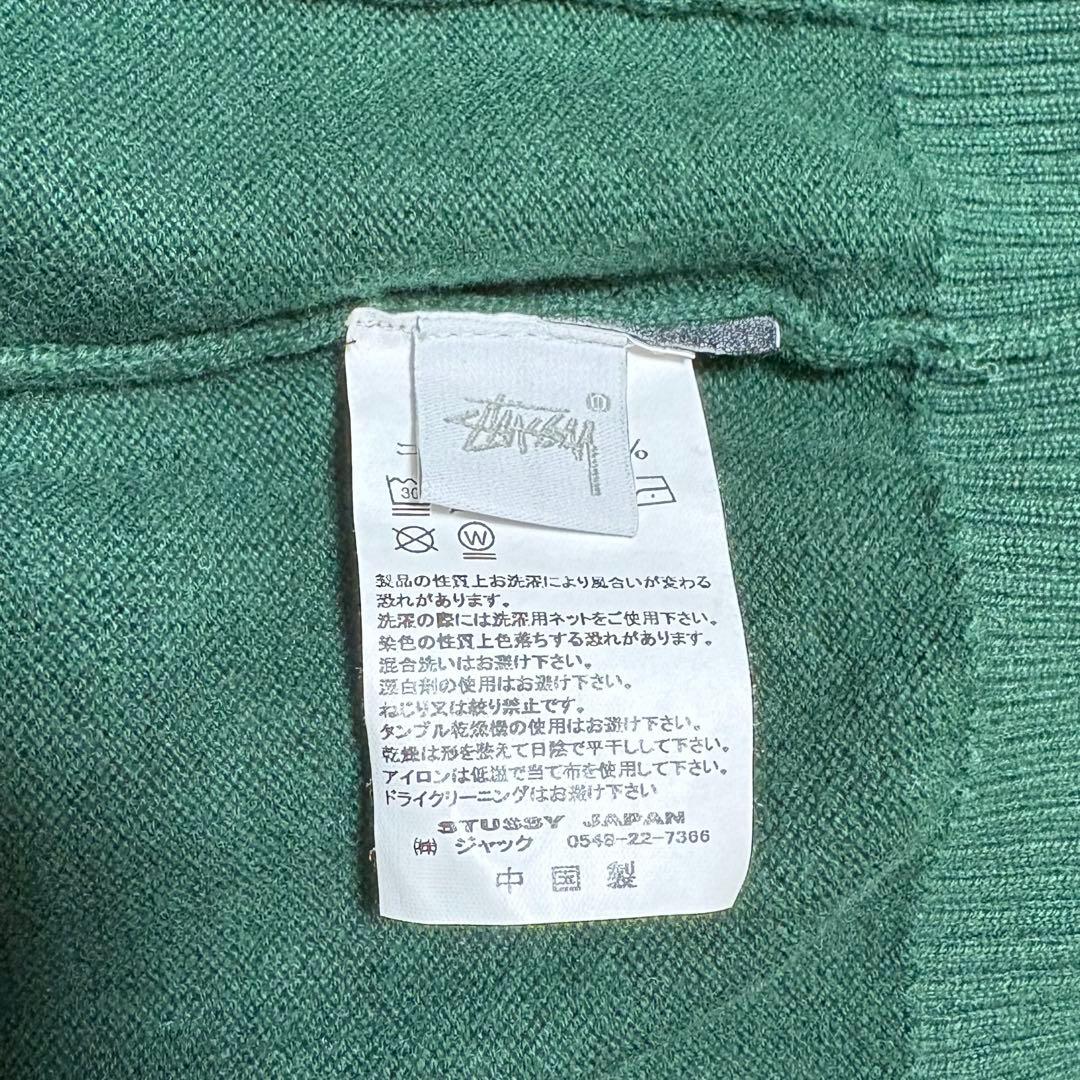 Stüssy ®
%
30
W
製品の性質上お洗濯により風合いが変わる
恐れがあります。
洗濯の際には洗濯用ネットをご使用下さい。
染色の性質上色落ちする恐れがあります。
混合洗いはお避け下さい。
漂白剤の使用はお避け下さい。
ねじり又は絞り禁止です。
タンブル乾燥機の使用はお避け下さい。
乾燥は形を整えて日陰で平干しして下さい。
アイロンは低温で当て布を使用して下さい。
ドライクリーニングはお避け下さい
STUSSY JAPAN
㈱ ジャック 0548-22-7366
中国製